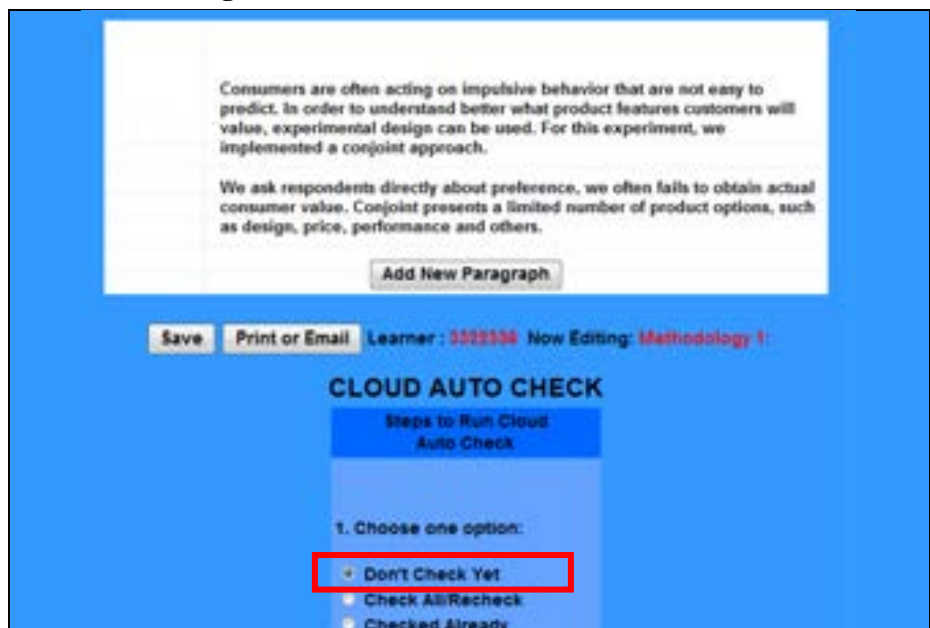 Consumers are often acting on impulsive behavior that are not easy to
predict. In order to understand better what product features customers will
value, experimental design can be used. For this experiment, we
implemented a conjoint approach.
We ask respondents directly about preference, we often fails to obtain actual
consumer value. Conjoint presents a limited number of product options, such
as design, price, performance and others.
Add New Paragraph
Save Print or Email Learner : Now Editing: Methodology 1:
CLOUD AUTO CHECK
Steps to Run Cloud
Auto Check
1. Choose one option:
Don't Check Yet
Check All/Recheck
Checked Already